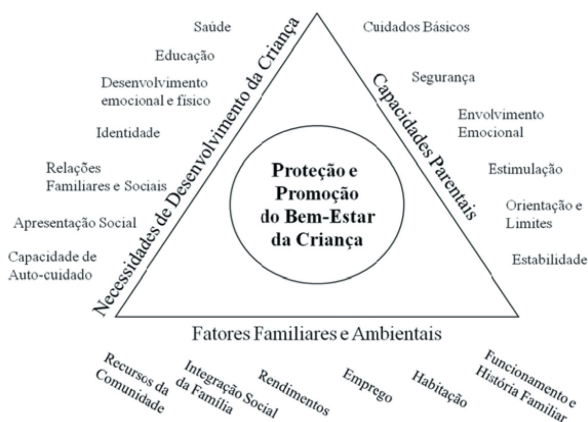 Saúde
Educação
Desenvolvimento
emocional e físico
Identidade
Relações
Familiares e Sociais
Apresentação Social
Capacidade de
Auto-cuidado
Necessidades de Desenvolvimento da Criança
Proteção e
Promoção
do Bem-Estar
da Criança
Capacidades Parentais
Cuidados Básicos
Segurança
Envolvimento
Emocional
Estimulação
Orientação e
Limites
Estabilidade
Fatores Familiares e Ambientais
Recursos da
Comunidade
Integração Social
da Família
Rendimentos
Emprego
Habitação
Funcionamento e
História Familiar